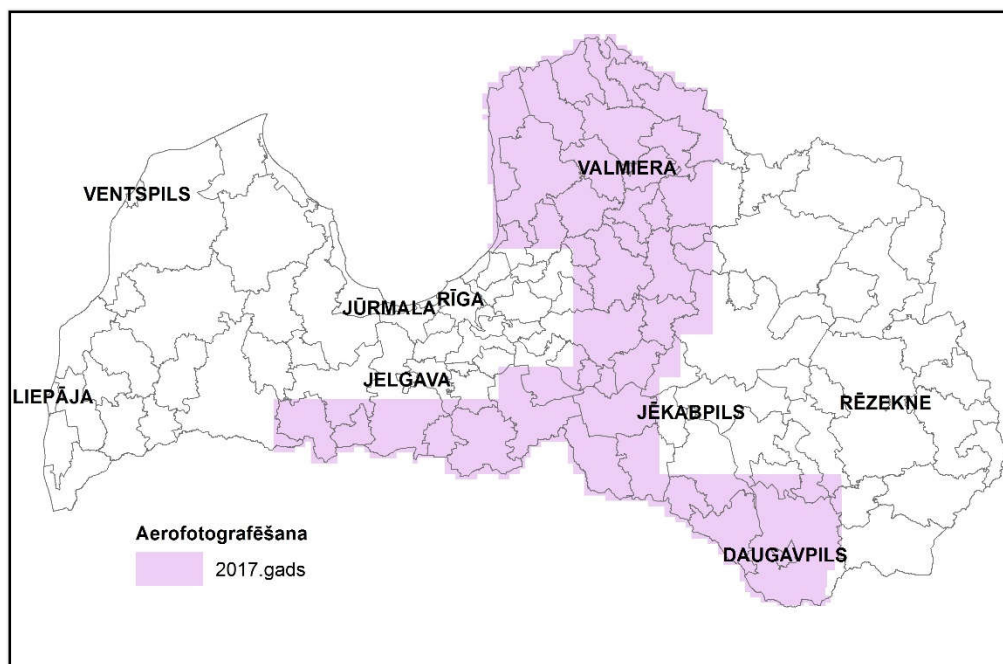 VALMIERA
VENTSPILS
RĪGA
JŪRMALA
JELGAVA
LIEPĀJA
JĒKABPILS
RĒZEKNE
Aerofotografēšana
DAUGAVPILS
2017.gads